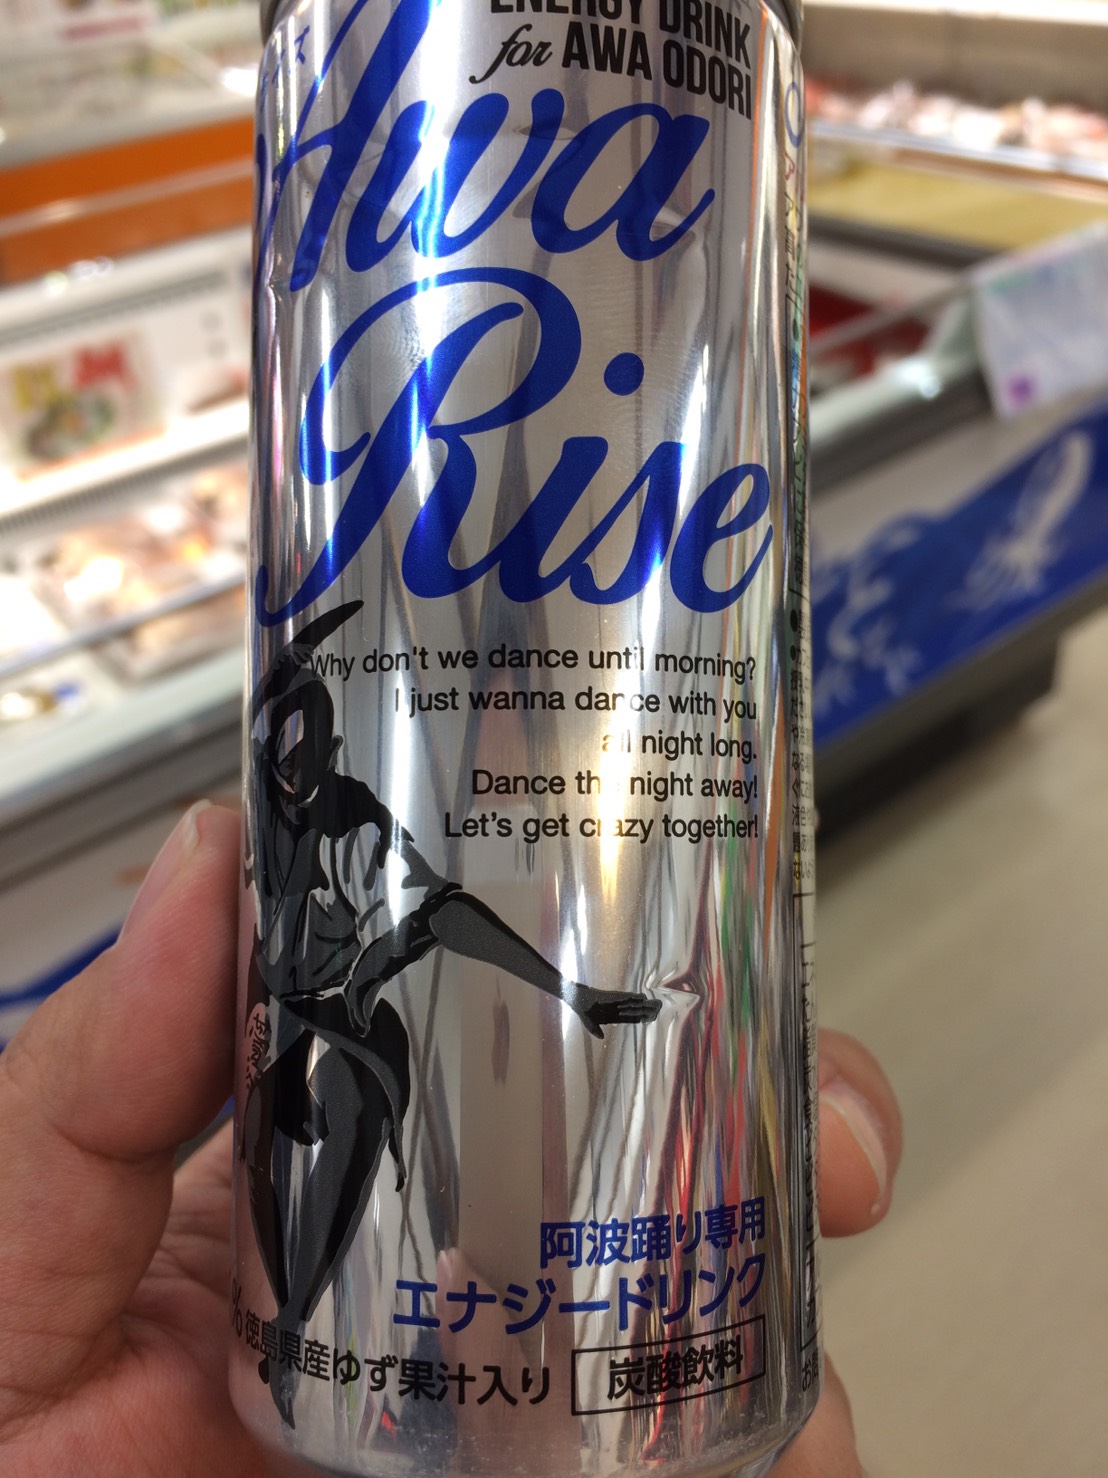 ENERGY DRINK
for AWA ODORI
Awa
Rise
Why don't we dance until morning?
I just wanna dance with you
all night long.
Dance the night away!
Let's get crazy together!
阿波踊り専用
エナジードリンク
%徳島県産ゆず果汁入り
炭酸飲料